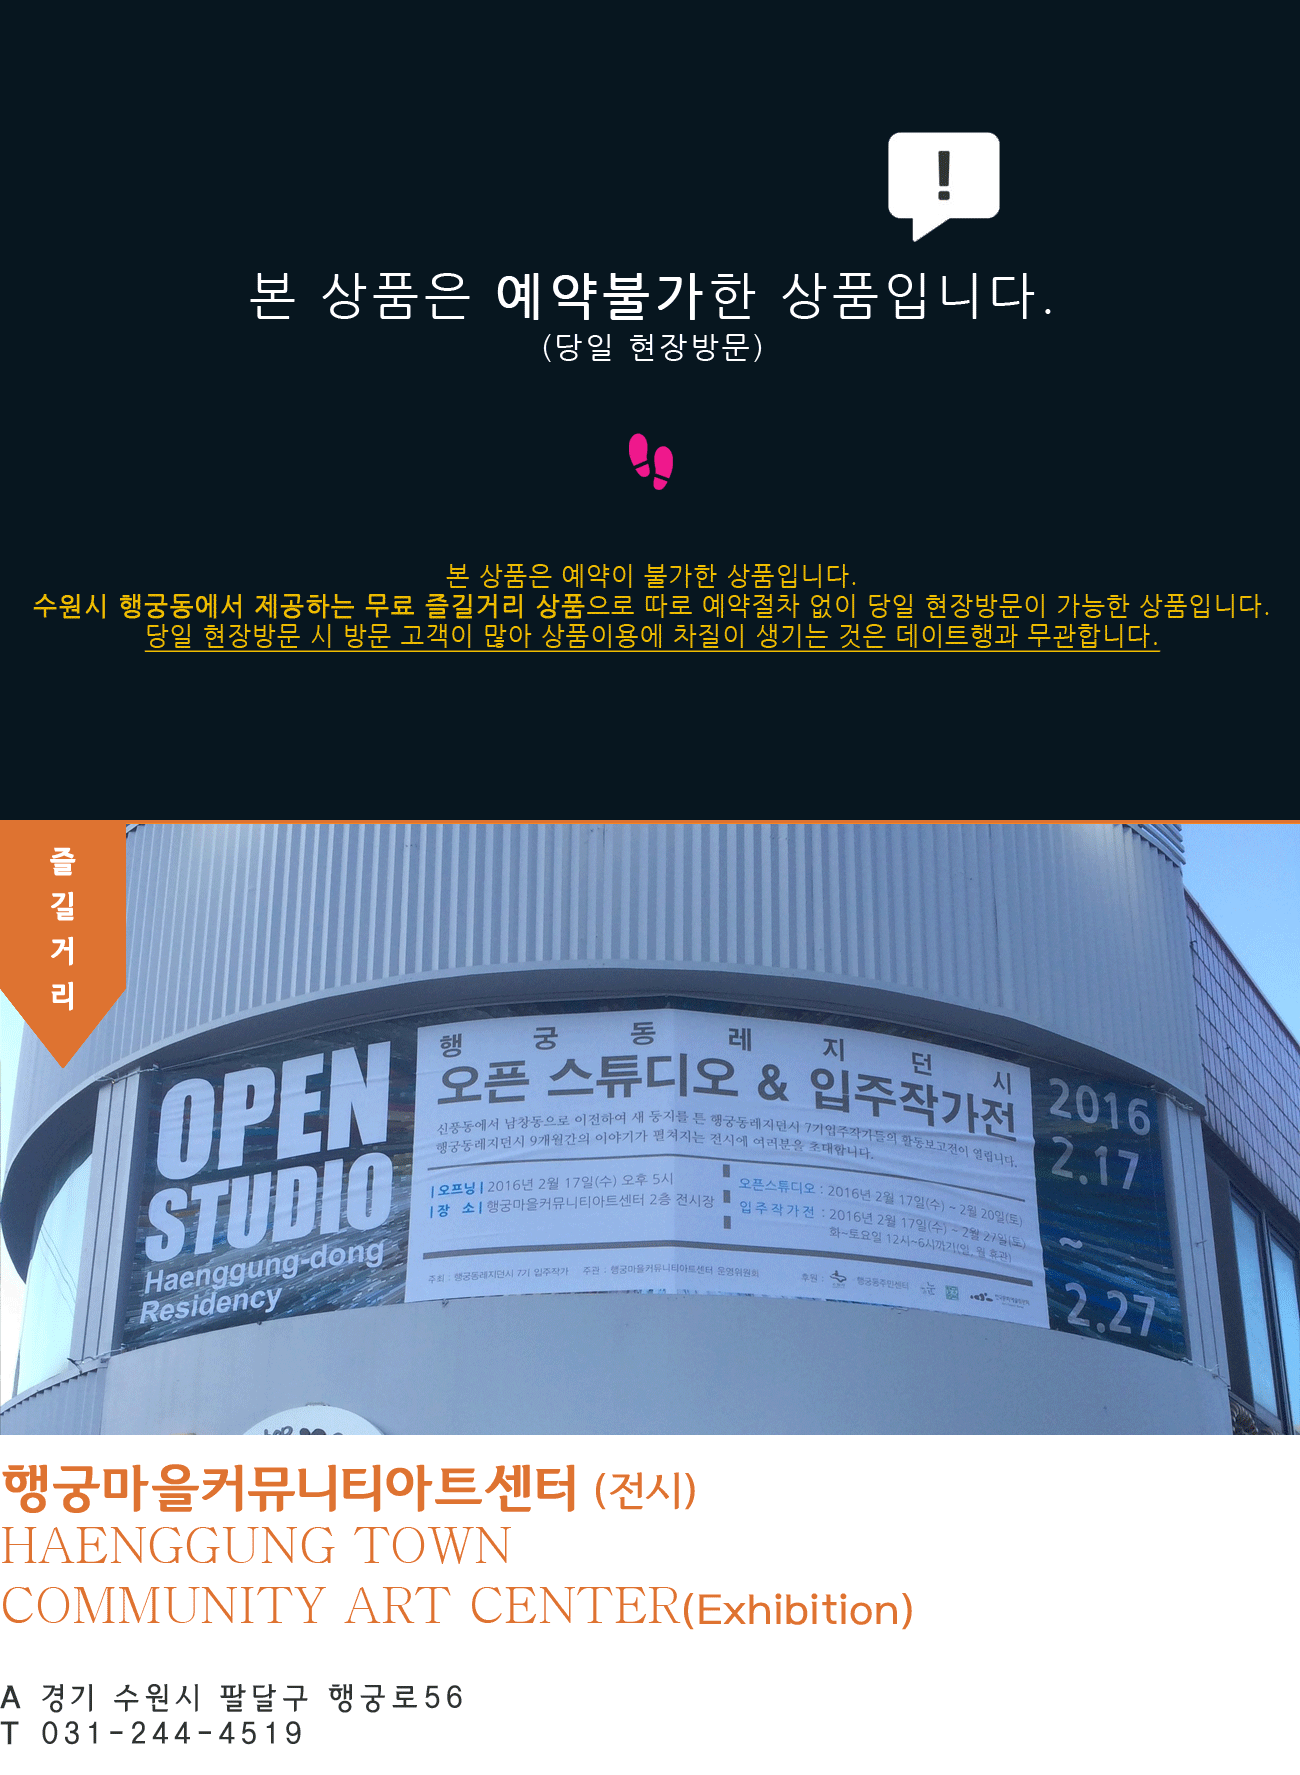 !
본 상품은 예약불가한 상품입니다.
(당일 현장방문)
본 상품은 예약이 불가한 상품입니다.
수원시 행궁동에서 제공하는 무료 즐길거리 상품으로 따로 예약절차 없이 당일 현장방문이 가능한 상품입니다.
당일 현장방문 시 방문 고객이 많아 상품이용에 차질이 생기는 것은 데이트행과 무관합니다.
즐길거리
OPEN
STUDIO
Haenggung-dong
Residency
행궁동레지던시
오픈 스튜디오 & 입주작가전
신풍동에서 남창동으로 이전하여 새 둥지를 튼 행궁동레지던시 7기입주작가들의 활동보고전이 열립니다.
행궁동레지던시 9개월간의 이야기가 펼쳐지는 전시에 여러분을 초대합니다.
| 오프닝 | 2016년 2월 17일(수) 오후 5시
| 장 소 | 행궁마을커뮤니티아트센터 2층 전시장
오픈스튜디오 : 2016년 2월 17일(수) ~ 2월 20일(토)
입주작가전 : 2016년 2월 17일(수) ~ 2월 27일(토)
화~토요일 12시~6시까지(일, 월 휴관)
주최 : 행궁동레지던시 7기 입주작가 주관 : 행궁마을커뮤니티아트센터 운영위원회
후원 : 행궁동주민센터
2016
2.17
~
2.27
행궁마을커뮤니티아트센터 (전시)
HAENGGUNG TOWN
COMMUNITY ART CENTER(Exhibition)
A 경기 수원시 팔달구 행궁로56
T 031-244-4519